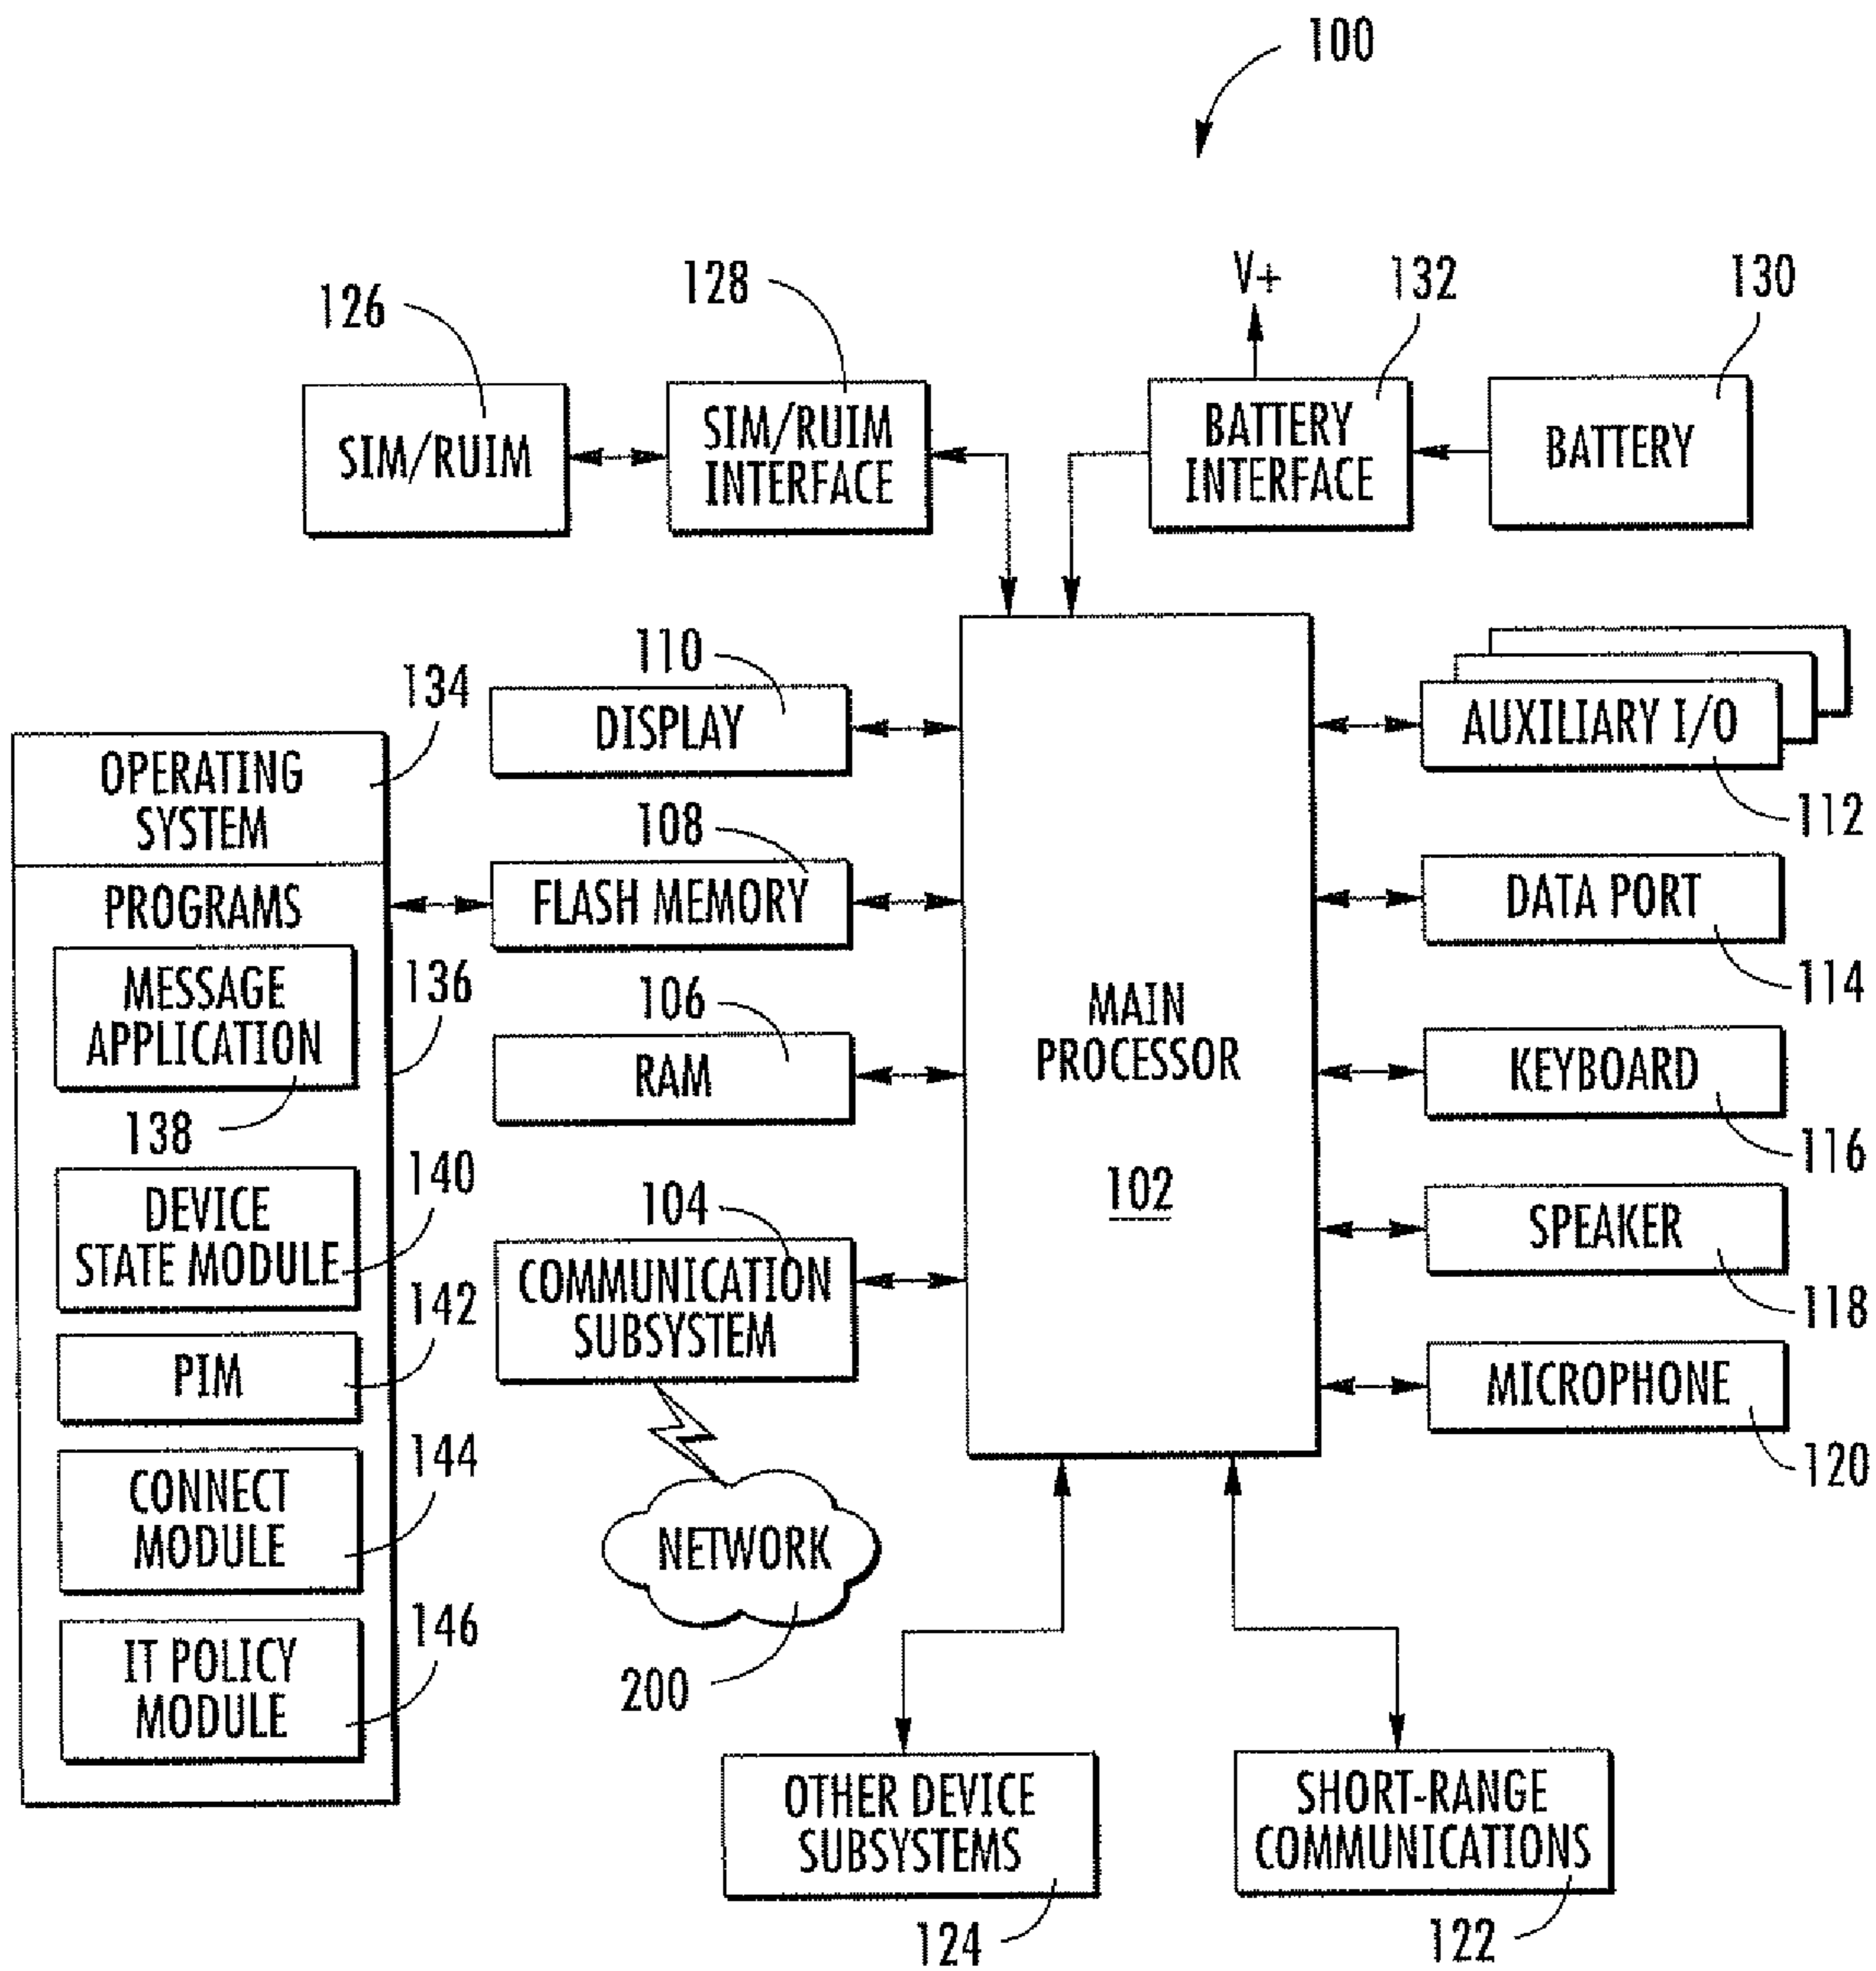 100
V+
132
130
128
126
SIM/RUIM
SIM/RUIM
INTERFACE
BATTERY
INTERFACE
BATTERY
110
134
DISPLAY
AUXILIARY I/O
112
OPERATING
SYSTEM
108
FLASH MEMORY
DATA PORT
114
PROGRAMS
MESSAGE
APPLICATION
136
138
106
RAM
MAIN
PROCESSOR
102
KEYBOARD
116
DEVICE
STATE MODULE
140
104
COMMUNICATION
SUBSYSTEM
SPEAKER
118
142
PIM
MICROPHONE
120
144
CONNECT
MODULE
NETWORK
200
146
IT POLICY
MODULE
OTHER DEVICE
SUBSYSTEMS
124
SHORT-RANGE
COMMUNICATIONS
122